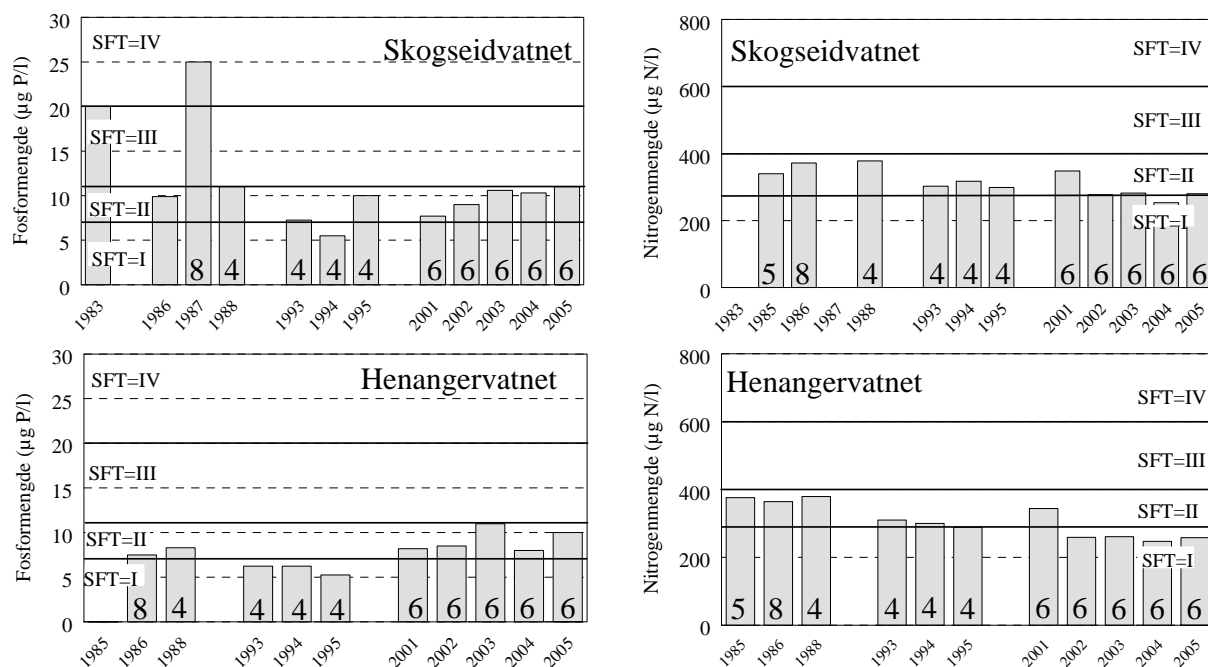 Skogseidvatnet
Fosformengde (µg P/l)
30
25
20
15
10
5
0
SFT=IV
SFT=III
SFT=II
SFT=I
8 4 4 4 4 6 6 6 6 6
1983 1986 1987 1988 1993 1994 1995 2001 2002 2003 2004 2005
Skogseidvatnet
Nitrogenmengde (µg N/l)
800
600
400
200
0
SFT=IV
SFT=III
SFT=II
SFT=I
5 8 4 4 4 4 6 6 6 6 6
1983 1985 1986 1987 1988 1993 1994 1995 2001 2002 2003 2004 2005
Henangervatnet
Fosformengde (µg P/l)
30
25
20
15
10
5
0
SFT=IV
SFT=III
SFT=II
SFT=I
8 4 4 4 4 6 6 6 6 6
1985 1986 1988 1993 1994 1995 2001 2002 2003 2004 2005
Henangervatnet
Nitrogenmengde (µg N/l)
800
600
400
200
0
SFT=IV
SFT=III
SFT=II
SFT=I
5 8 4 4 4 4 6 6 6 6 6
1985 1986 1988 1993 1994 1995 2001 2002 2003 2004 2005